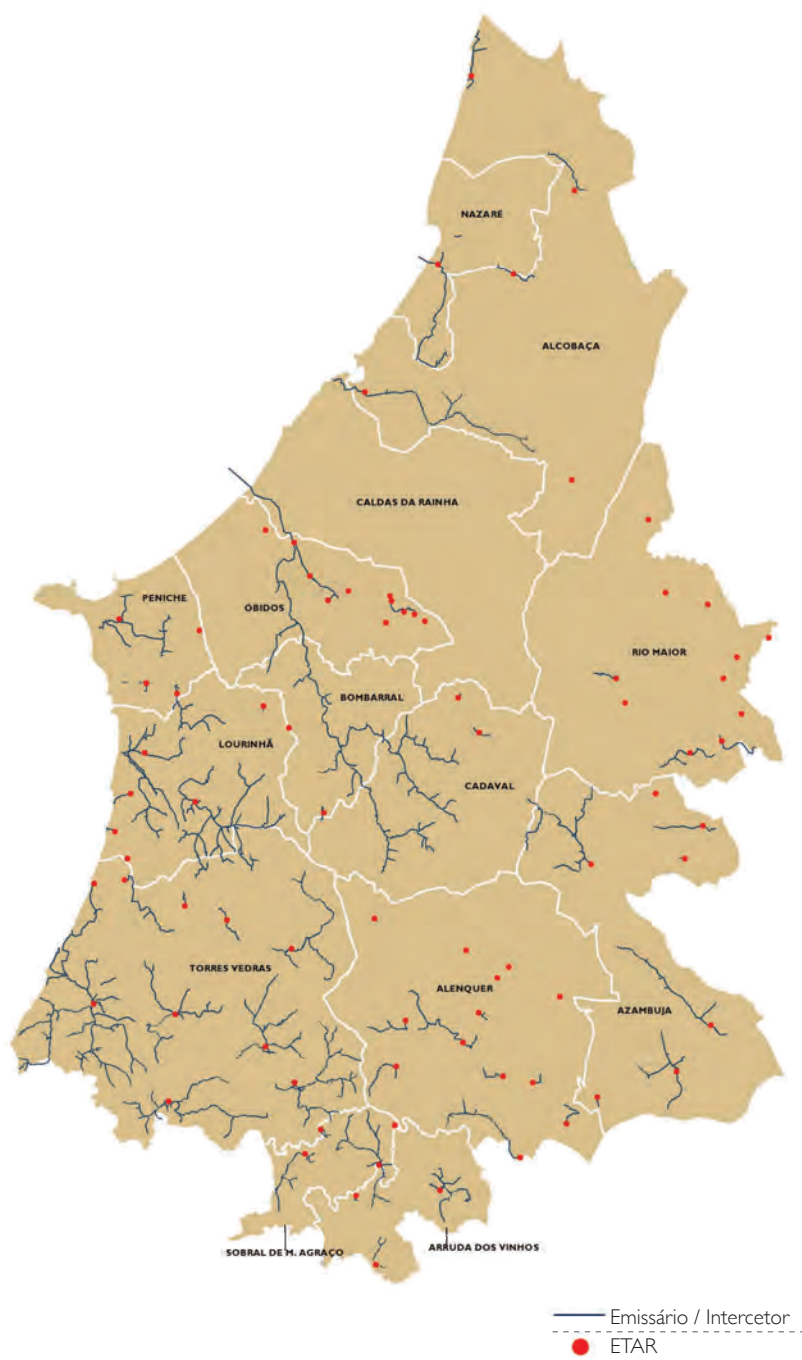 NAZARÉ
ALCOBAÇA
CALDAS DA RAINHA
PENICHE
ÓBIDOS
RIO MAIOR
BOMBARRAL
LOURINHÃ
CADAVAL
TORRES VEDRAS
ALENQUER
AZAMBUJA
SOBRAL DE M. AGRAÇO
ARRUDA DOS VINHOS
Emissário / Intercetor
ETAR